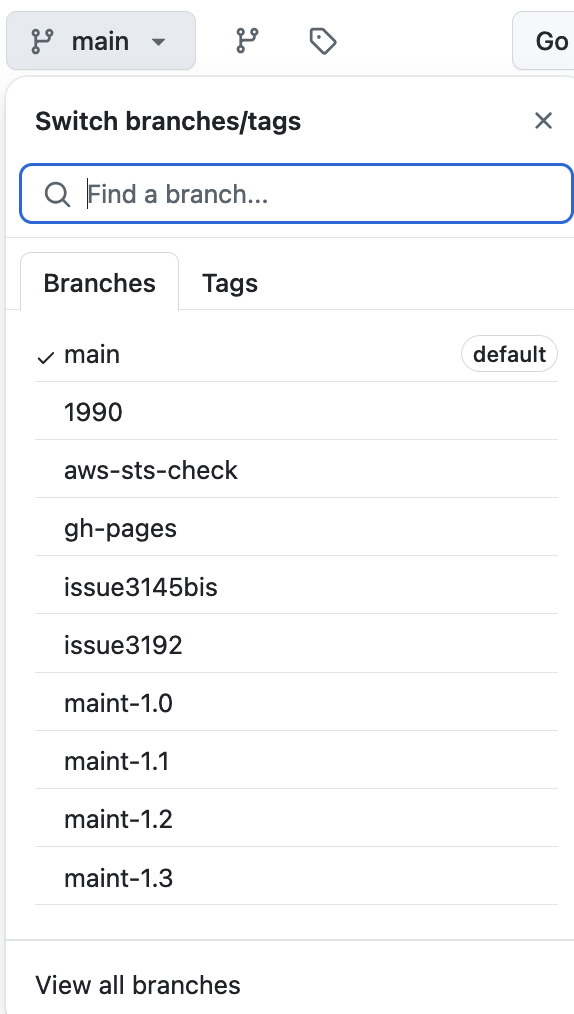 main
Go
Switch branches/tags
Find a branch...
Branches
Tags
main
default
1990
aws-sts-check
gh-pages
issue3145bis
issue3192
maint-1.0
maint-1.1
maint-1.2
maint-1.3
View all branches